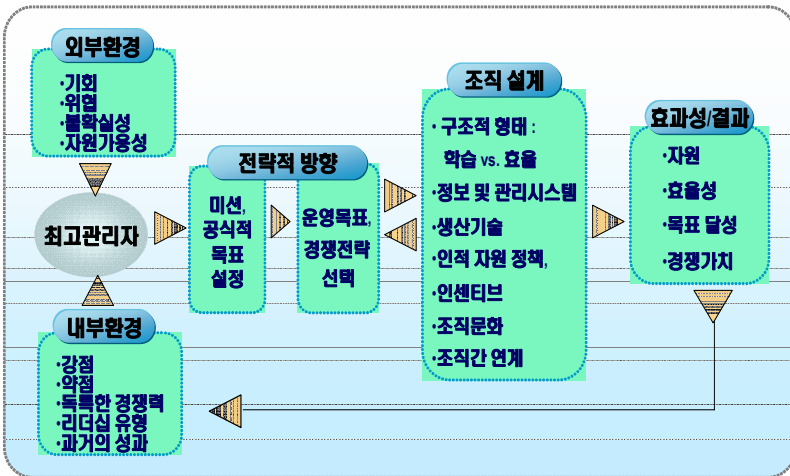 외부환경
·기회
·위협
·불확실성
·자원가용성
최고관리자
내부환경
·강점
·약점
·독특한 경쟁력
·리더십 유형
·과거의 성과
전략적 방향
미션,
공식적
목표
설정
운영목표,
경쟁전략
선택
조직 설계
· 구조적 형태 :
학습 vs. 효율
·정보 및 관리시스템
·생산기술
·인적 자원 정책,
·인센티브
·조직문화
·조직간 연계
효과성/결과
·자원
·효율성
·목표 달성
·경쟁가치